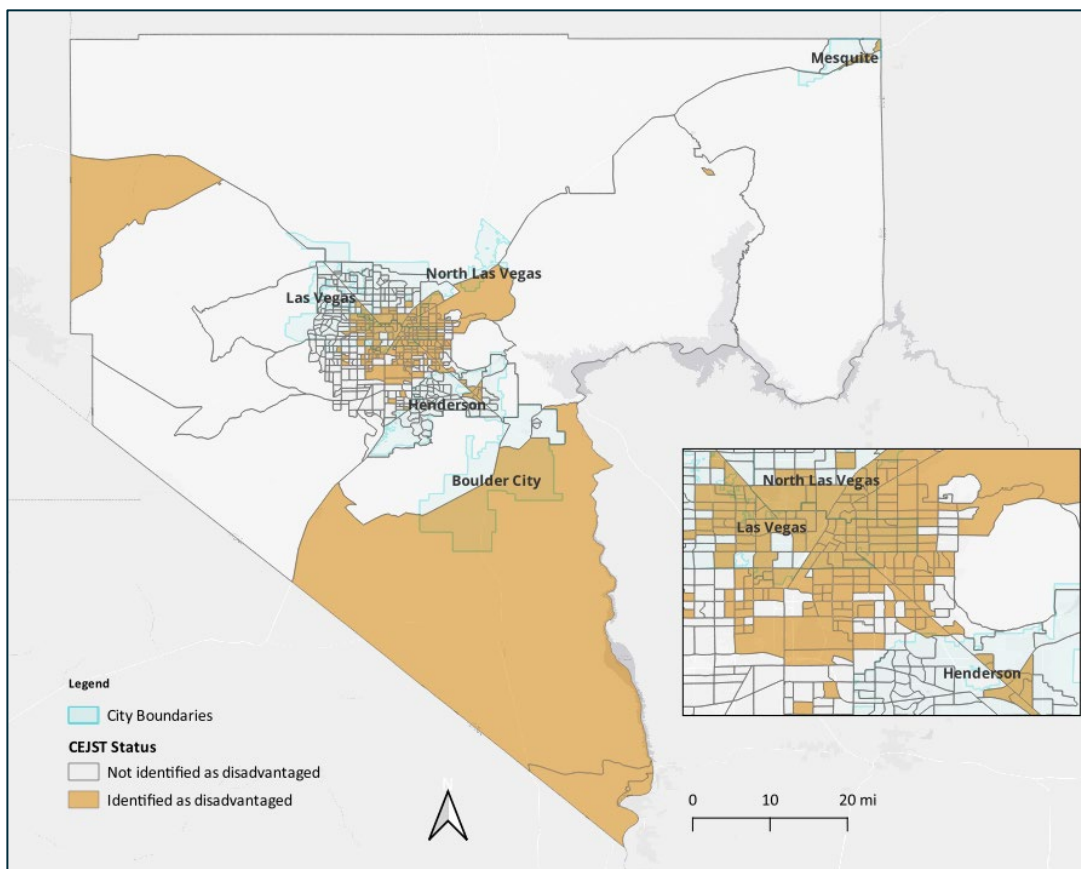 Mesquite
North Las Vegas
Las Vegas
Henderson
Boulder City
North Las Vegas
Las Vegas
Henderson
Legend
City Boundaries
CEJST Status
Not identified as disadvantaged
Identified as disadvantaged
N
0 10 20 mi